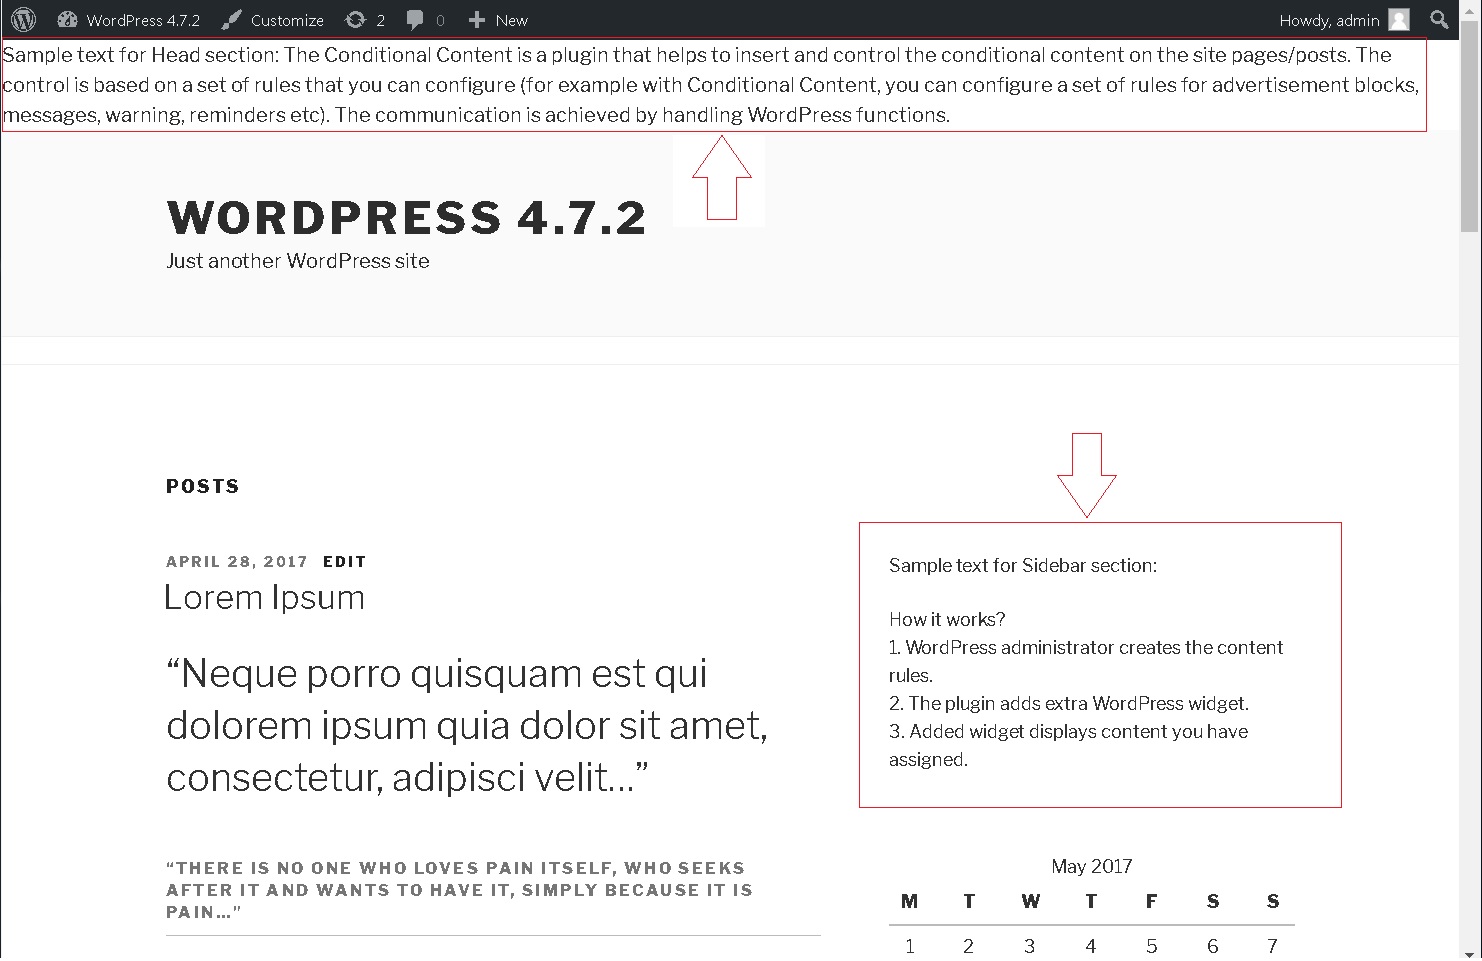 WordPress 4.7.2 Customize 2 0 New Howdy, admin
Sample text for Head section: The Conditional Content is a plugin that helps to insert and control the conditional content on the site pages/posts. The
control is based on a set of rules that you can configure (for example with Conditional Content, you can configure a set of rules for advertisement blocks,
messages, warning, reminders etc). The communication is achieved by handling WordPress functions.
WORDPRESS 4.7.2
Just another WordPress site
POSTS
APRIL 28, 2017 EDIT
Lorem Ipsum
“Neque porro quisquam est qui
dolorem ipsum quia dolor sit amet,
consectetur, adipisci velit...”
“THERE IS NO ONE WHO LOVES PAIN ITSELF, WHO SEEKS
AFTER IT AND WANTS TO HAVE IT, SIMPLY BECAUSE IT IS
PAIN...”
Sample text for Sidebar section:
How it works?
1. WordPress administrator creates the content
rules.
2. The plugin adds extra WordPress widget.
3. Added widget displays content you have
assigned.
May 2017
M T W T F S S
1 2 3 4 5 6 7